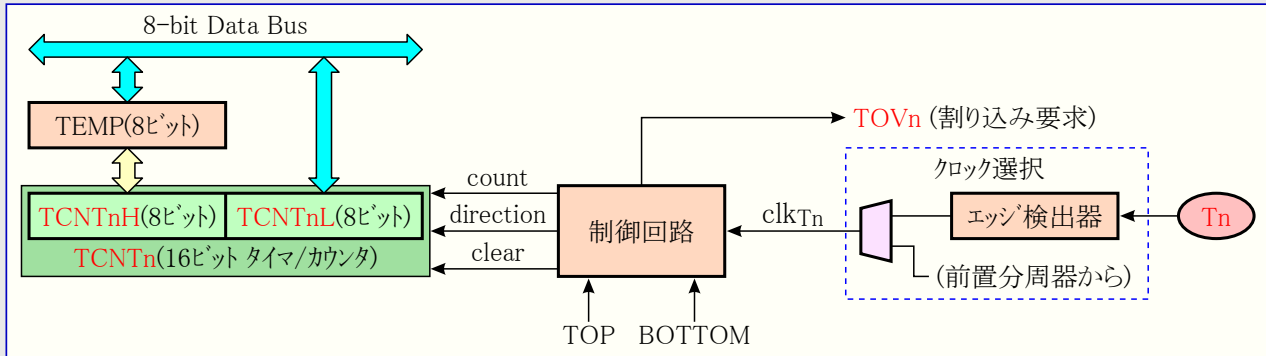 8-bit Data Bus
TEMP(8ﾋﾞｯﾄ)
TOVn (割り込み要求)
ｸﾛｯｸ選択
TCNTnH(8ﾋﾞｯﾄ)
TCNTnL(8ﾋﾞｯﾄ)
TCNTn(16ﾋﾞｯﾄ ﾀｲﾏ/ｶｳﾝﾀ)
count
direction
clear
制御回路
clkTn
ｴｯｼﾞ検出器
Tn
(前置分周器から)
TOP
BOTTOM